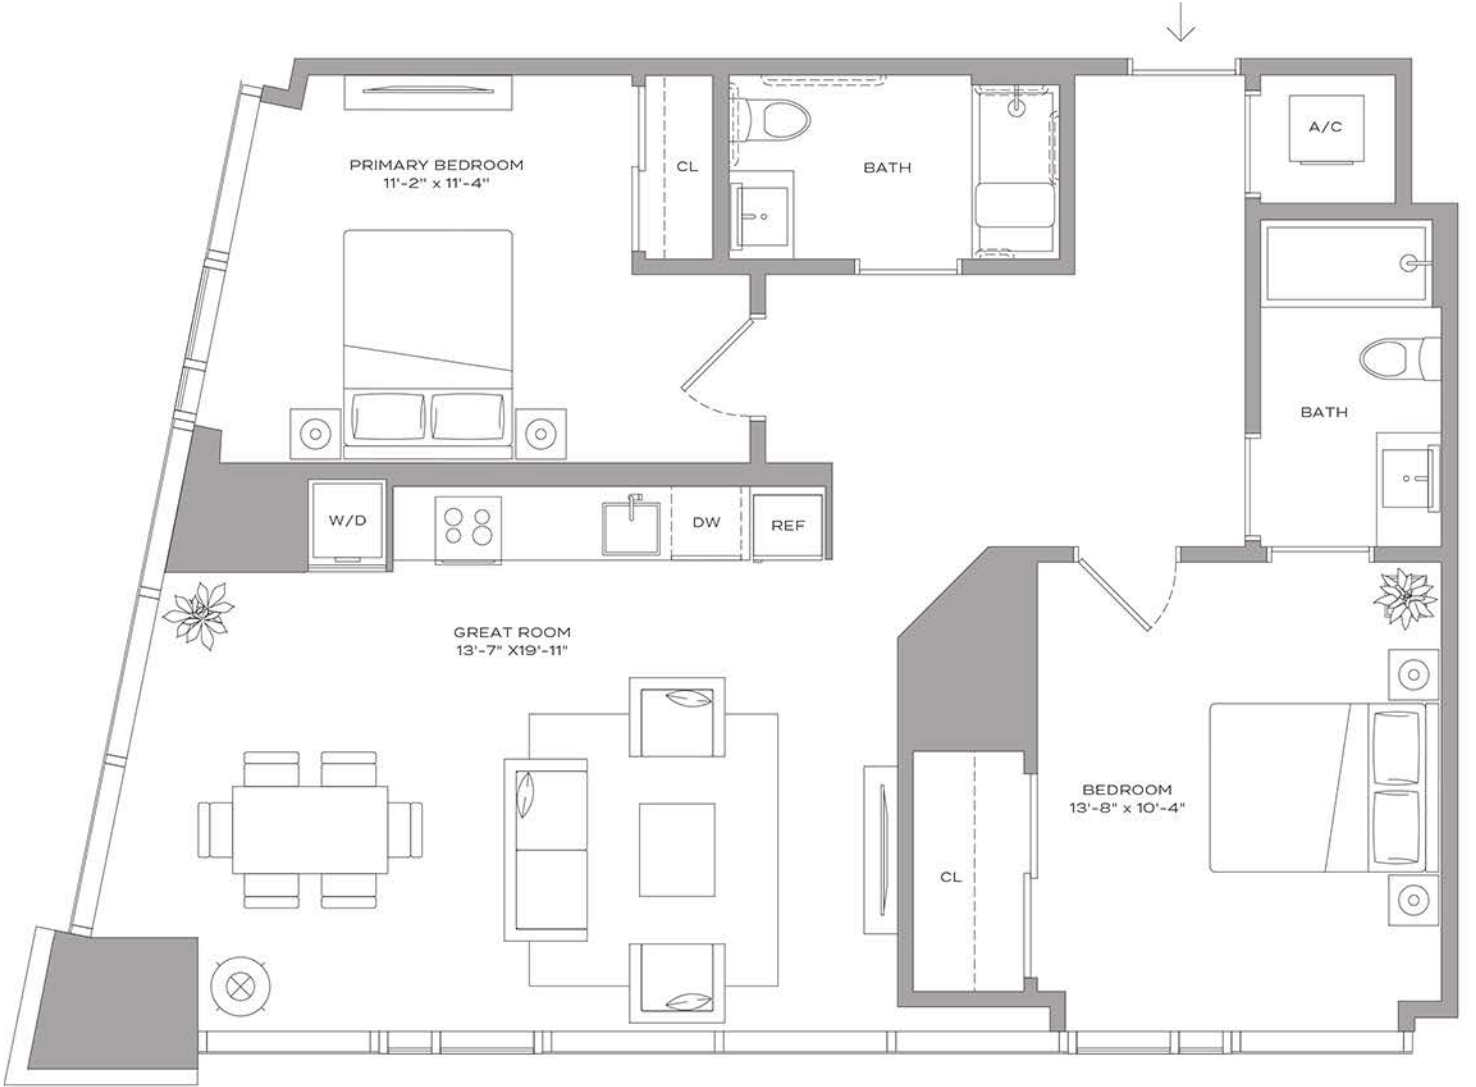 A/C
PRIMARY BEDROOM
11'-2" x 11'-4"
CL
BATH
BATH
W/D
DW
REF
GREAT ROOM
13'-7" X19'-11"
BEDROOM
13'-8" x 10'-4"
CL